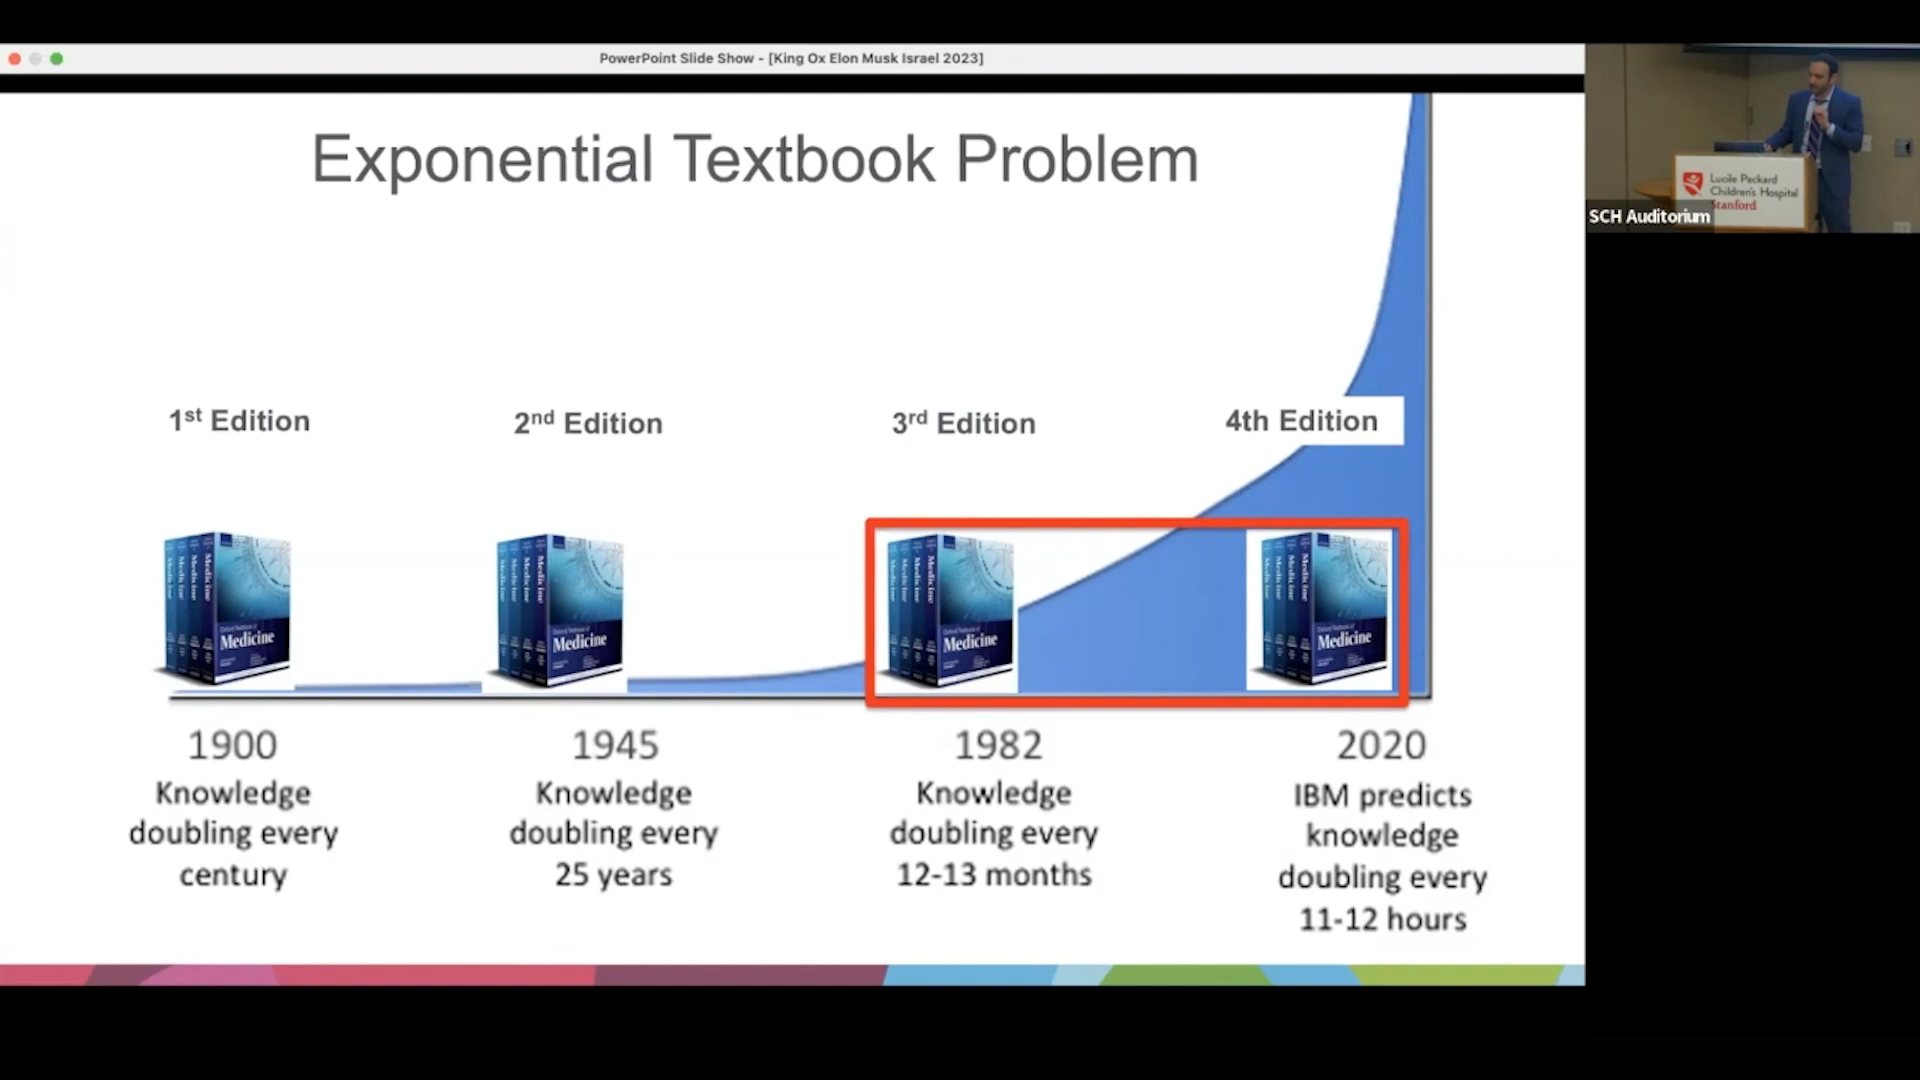 PowerPoint Slide Show - [King Ox Elon Musk Israel 2023]
Exponential Textbook Problem
1st Edition
2nd Edition
3rd Edition
4th Edition
Medicine
Medicine
Medicine
Medicine
1900
Knowledge
doubling every
century
1945
Knowledge
doubling every
25 years
1982
Knowledge
doubling every
12-13 months
2020
IBM predicts
knowledge
doubling every
11-12 hours
Lucile Packard
Children's Hospital
Stanford
SCH Auditorium